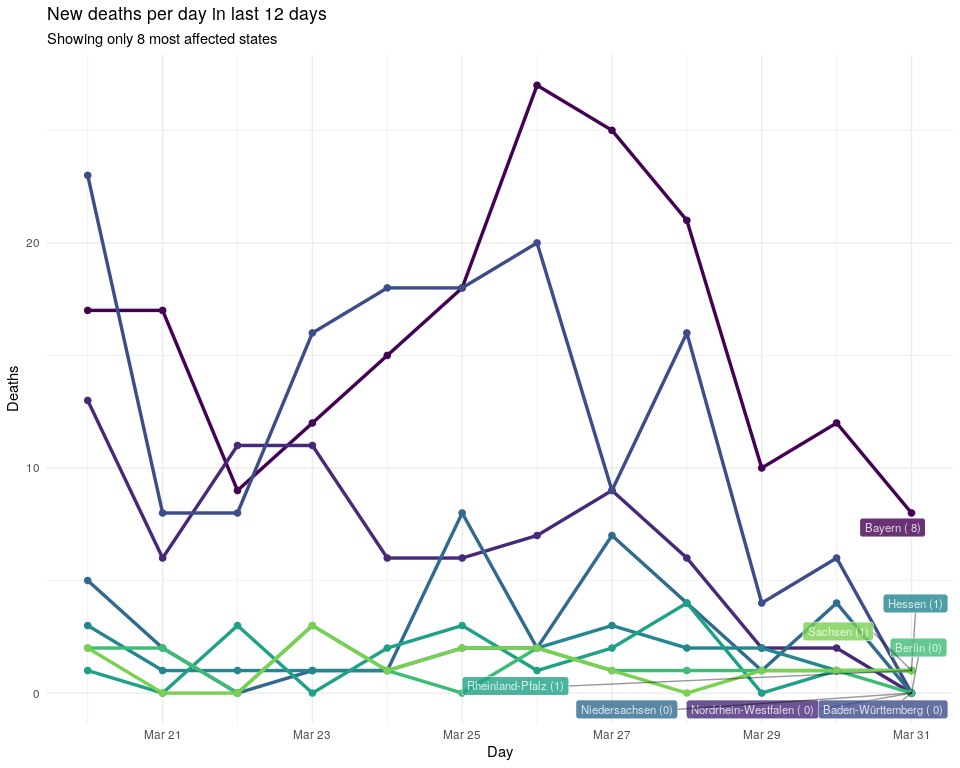 New deaths per day in last 12 days
Showing only 8 most affected states
Deaths
20
10
0
Bayern ( 8)
Hessen (1)
Sachsen (1)
Berlin (0)
Rheinland-Pfalz (1)
Niedersachsen (0)
Nordrhein-Westfalen ( 0)
Baden-Württemberg ( 0)
Mar 21
Mar 23
Mar 25
Mar 27
Mar 29
Mar 31
Day